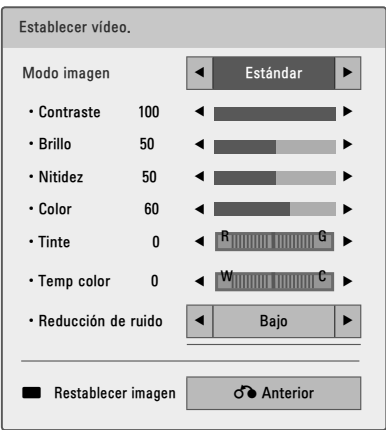 Establecer vídeo.
Modo imagen ◀ Estándar ▶
• Contraste 100 ◀ ▶
• Brillo 50 ◀ ▶
• Nitidez 50 ◀ ▶
• Color 60 ◀ ▶
• Tinte 0 ◀ R G ▶
• Temp color 0 ◀ W C ▶
• Reducción de ruido ◀ Bajo ▶
Restablecer imagen Anterior